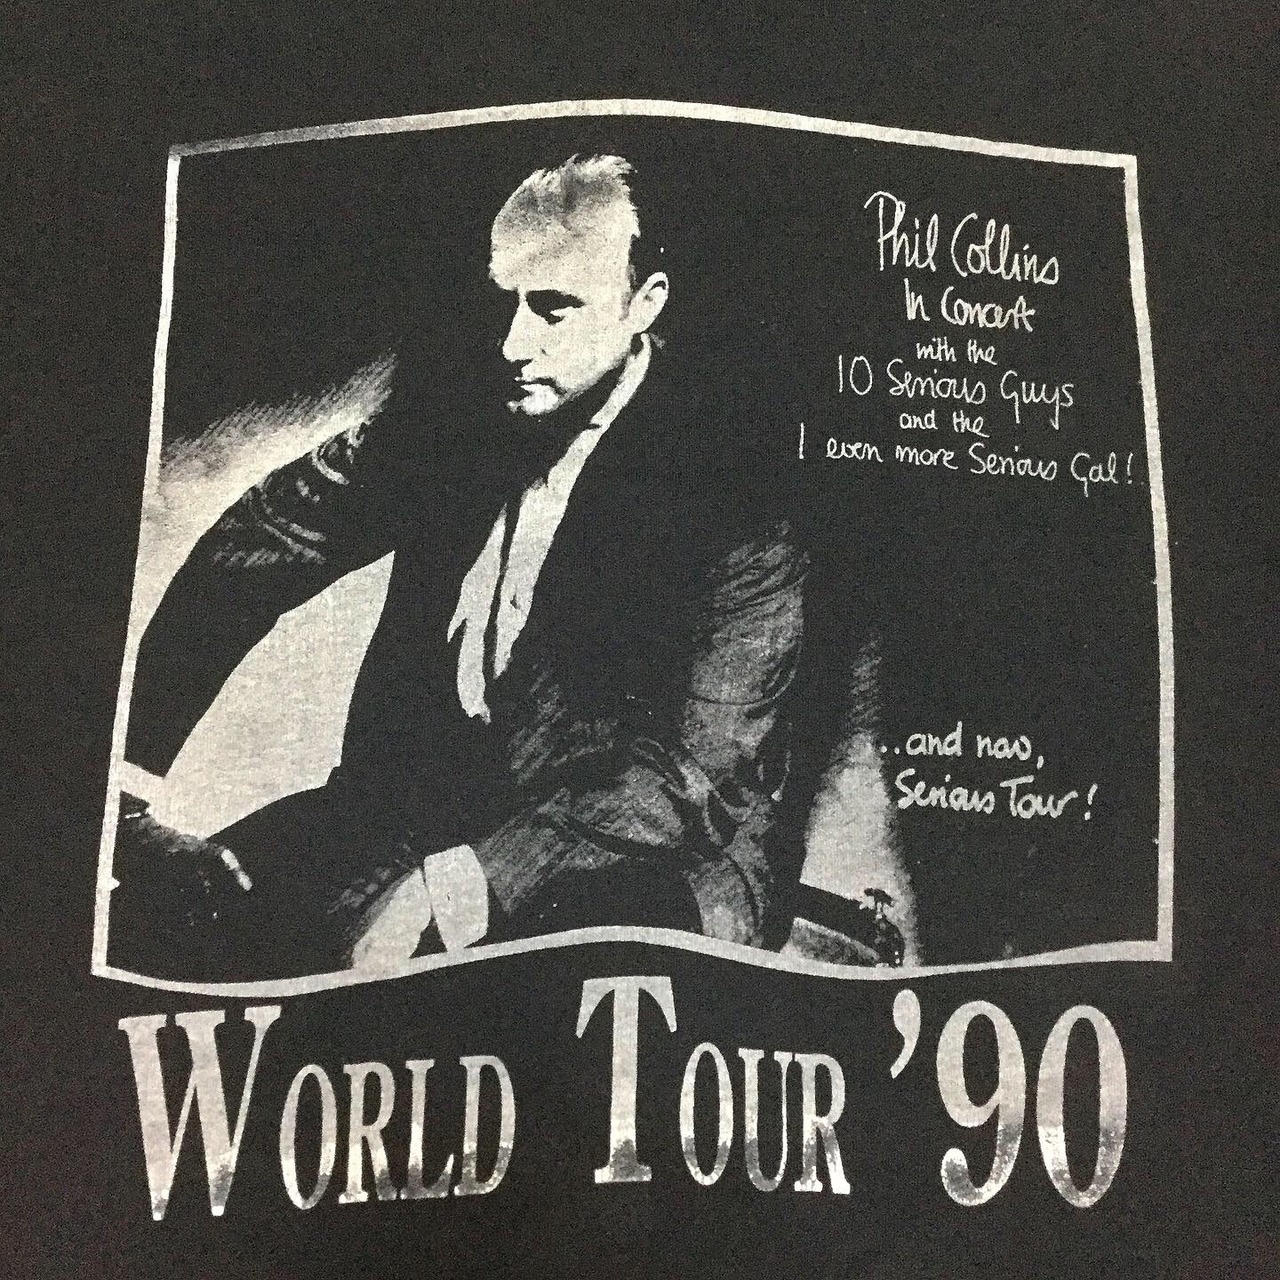 Phil Collins
In Concert
with the
10 Serious Guys
and the
1 even more Serious Gal!
..and now,
Serious Tour!
WORLD TOUR '90